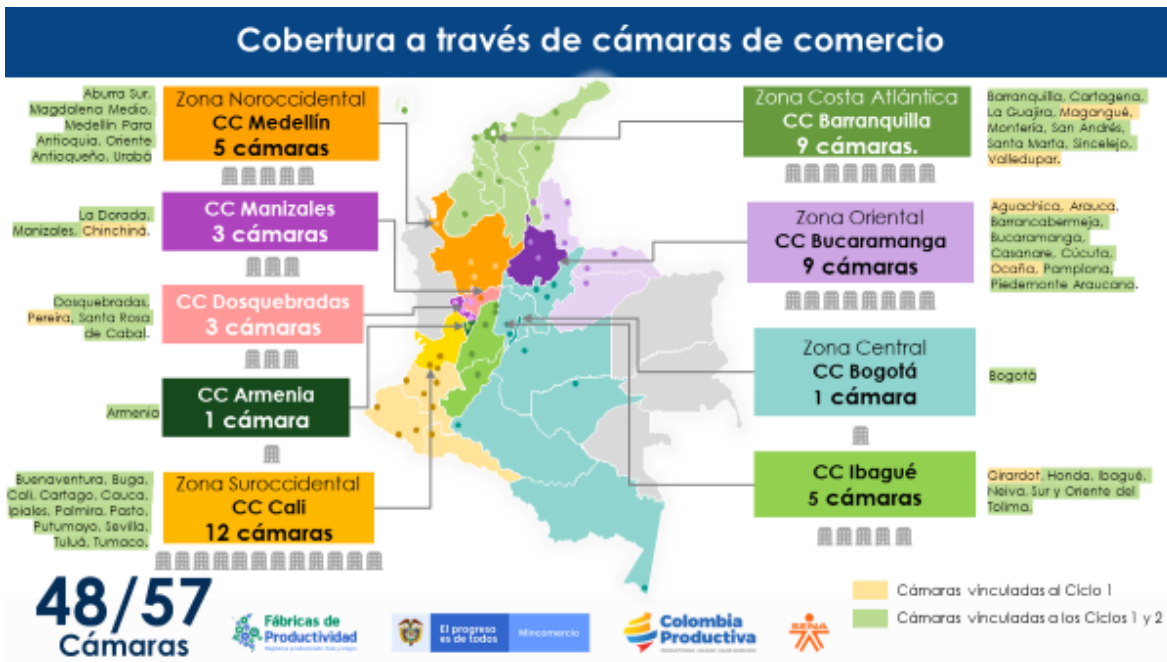 Cobertura a través de cámaras de comercio
Aburra Sur,
Magdalena Medio,
Medellín Para
Antioquia, Oriente
Antioqueño, Urabá
Zona Noroccidental
CC Medellín
5 cámaras
La Dorada,
Manizales, Chinchiná.
CC Manizales
3 cámaras
Dosquebradas,
Pereira, Santa Rosa
de Cabal.
CC Dosquebradas
3 cámaras
Armenia
CC Armenia
1 cámara
Buenaventura, Buga,
Cali, Cartago, Cauca,
Ipiales, Palmira, Pasto,
Putumayo, Sevilla,
Tuluá, Tumaco.
Zona Suroccidental
CC Cali
12 cámaras
Zona Costa Atlántica
CC Barranquilla
9 cámaras.
Barranquilla, Cartagena,
La Guajira, Magangué,
Montería, San Andrés,
Santa Marta, Sincelejo,
Valledupar.
Zona Oriental
CC Bucaramanga
9 cámaras
Aguachica, Arauca,
Barrancabermeja,
Bucaramanga,
Casanare, Cúcuta,
Ocaña, Pamplona,
Piedemonte Araucano.
Zona Central
CC Bogotá
1 cámara
Bogotá
CC Ibagué
5 cámaras
Girardot, Honda, Ibagué,
Neiva, Sur y Oriente del
Tolima.
48/57
Cámaras
Cámaras vinculadas al Ciclo 1
Cámaras vinculadas a los Ciclos 1 y 2
Fábricas de
Productividad
El progreso
es de todos
Mincomercio
Colombia
Productiva
SENA